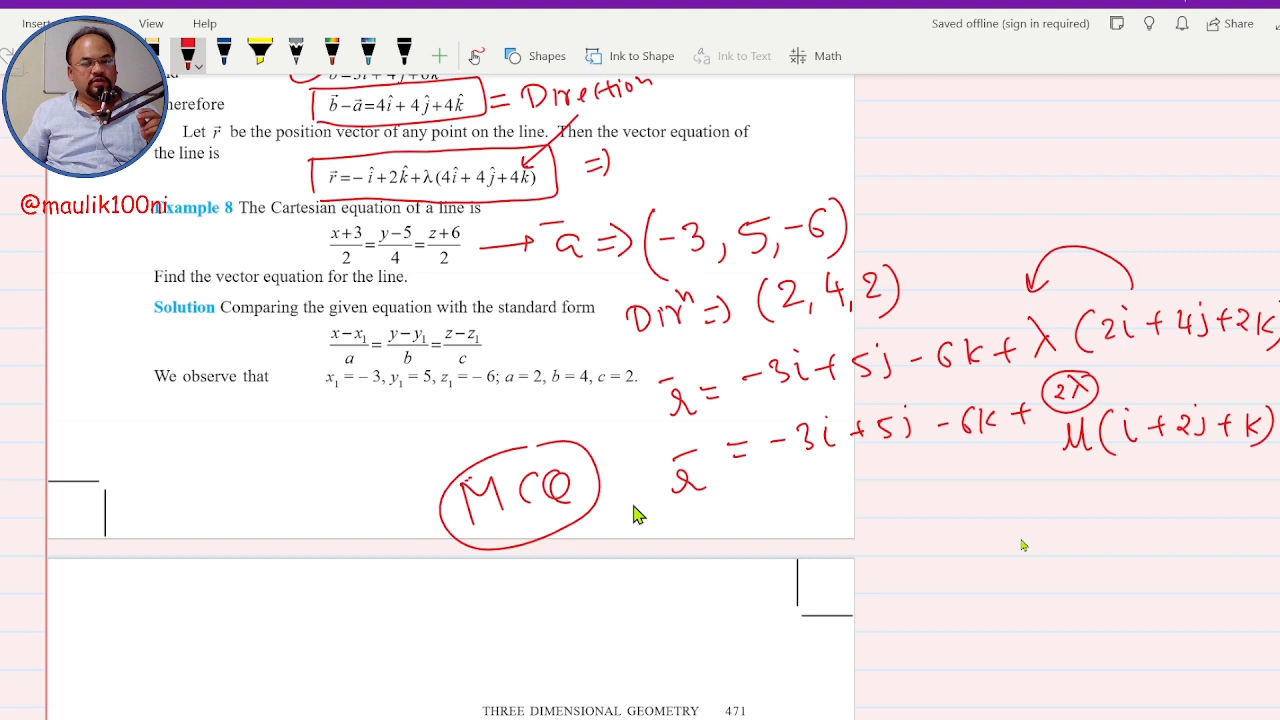 Insert View Help Saved offline (sign in required) Share
Shapes Ink to Shape Ink to Text Math
b⃗ = 5î + 4ĵ + 6k̂
Therefore b⃗ − a⃗ = 4î + 4ĵ + 4k̂ = Direction
Let r⃗ be the position vector of any point on the line. Then the vector equation of
the line is
r⃗ = − î + 2k̂ + λ (4î + 4ĵ + 4k̂) ⇒
@maulik100ni
Example 8 The Cartesian equation of a line is
x+3/2 = y−5/4 = z+6/2 → a̅ ⇒ (-3, 5, -6)
Find the vector equation for the line.
Dirⁿ ⇒ (2, 4, 2)
Solution Comparing the given equation with the standard form
x−x₁/a = y−y₁/b = z−z₁/c
r̅ = -3i + 5j - 6k + λ (2i + 4j + 2k)
We observe that x₁ = − 3, y₁ = 5, z₁ = − 6; a = 2, b = 4, c = 2.
2λ
r̅ = -3i + 5j - 6k + μ (i + 2j + k)
MCQ
THREE DIMENSIONAL GEOMETRY 471